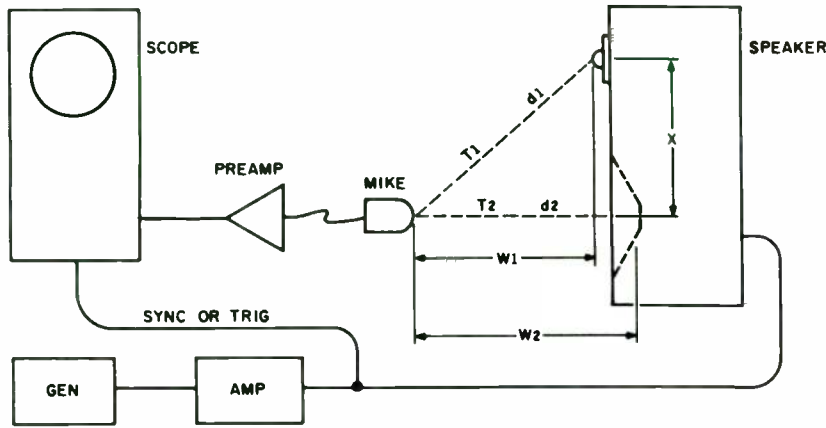 SCOPE
SPEAKER
d1
T1
X
PREAMP
MIKE
T2
d2
W1
W2
SYNC OR TRIG
GEN
AMP